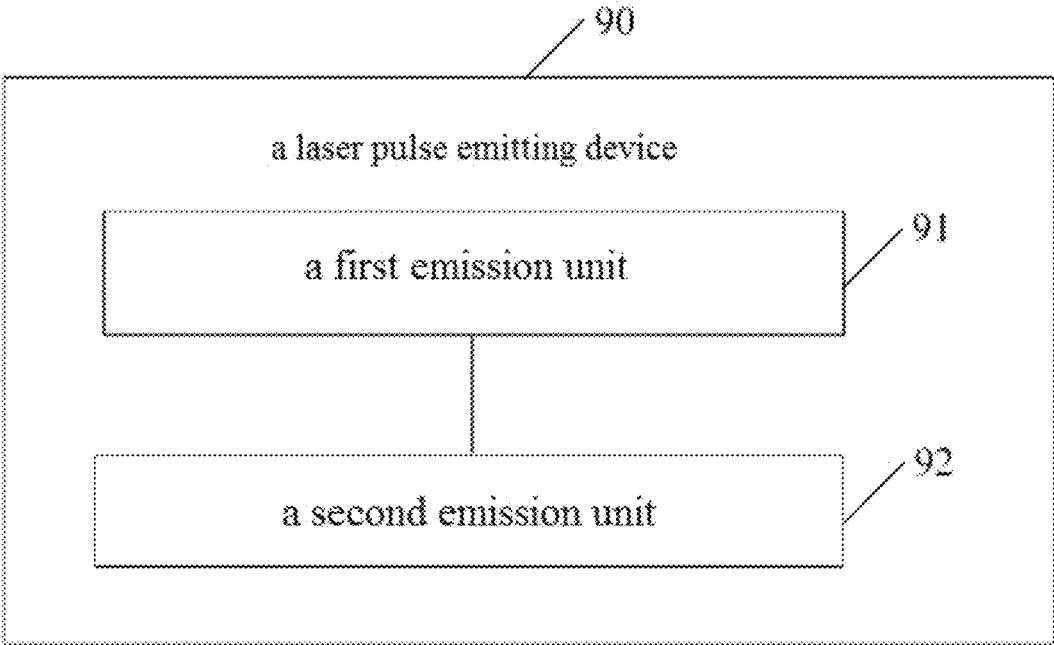 90
a laser pulse emitting device
91
a first emission unit
92
a second emission unit